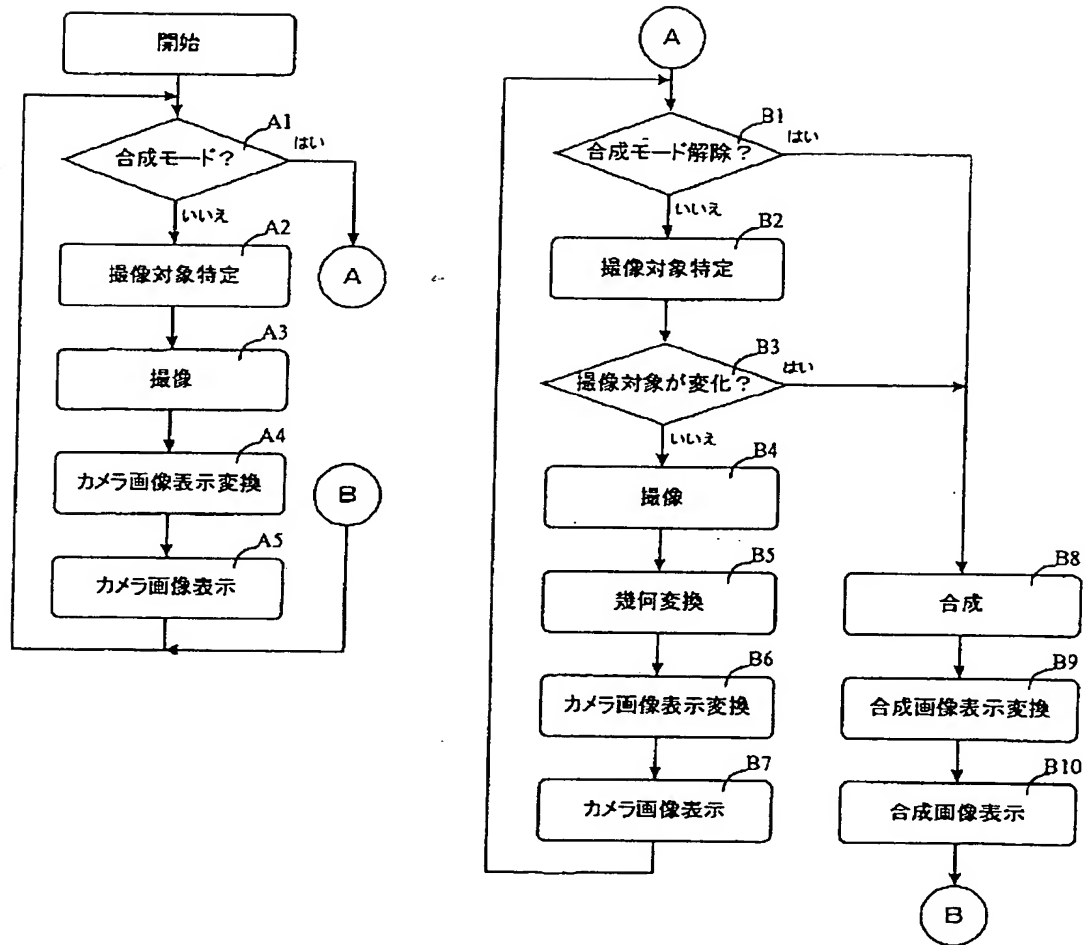 開始
A1
合成モード?
はい
いいえ
A2
撮像対象特定
A
A3
撮像
A4
カメラ画像表示変換
B
A5
カメラ画像表示
A
B1
合成モード解除?
はい
いいえ
B2
撮像対象特定
B3
撮像対象が変化?
はい
いいえ
B4
撮像
B5
幾何変換
B6
カメラ画像表示変換
B7
カメラ画像表示
B8
合成
B9
合成画像表示変換
B10
合成画像表示
B